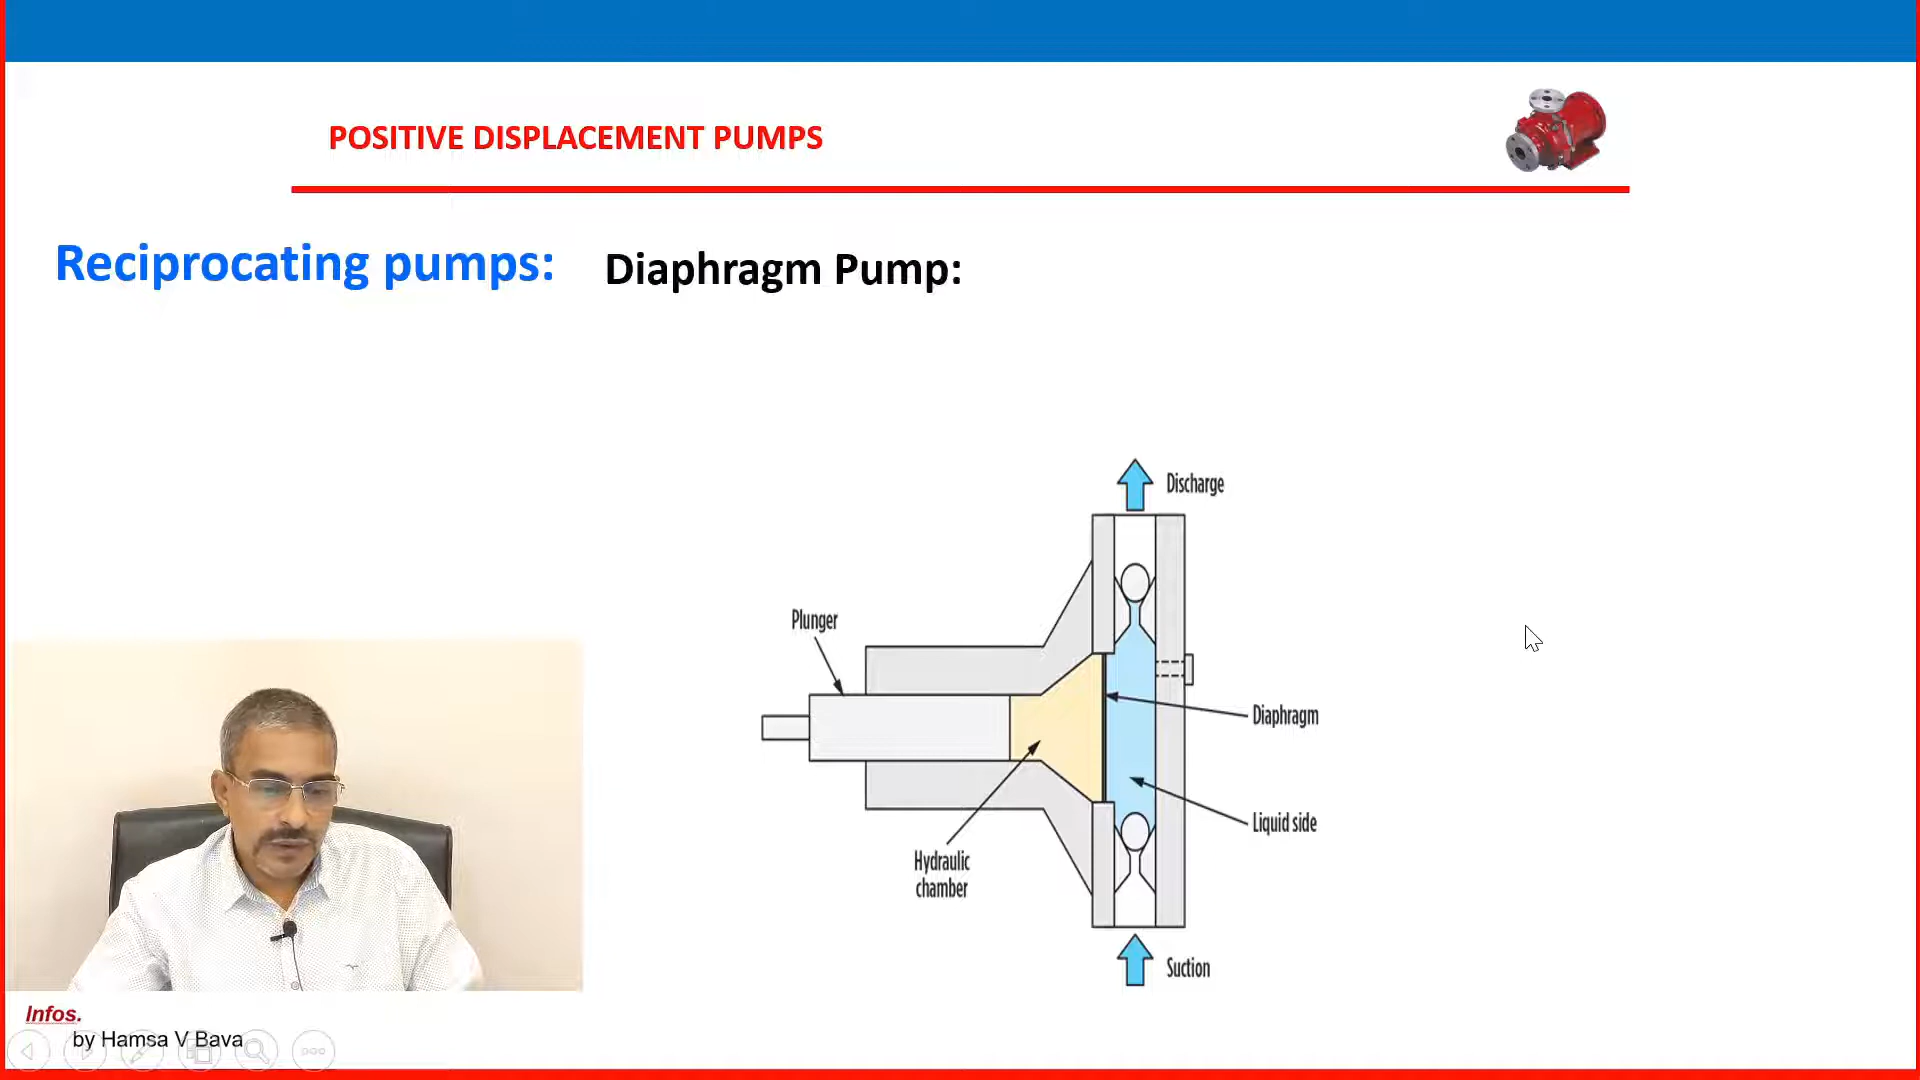 POSITIVE DISPLACEMENT PUMPS
Reciprocating pumps: Diaphragm Pump:
Discharge
Plunger
Diaphragm
Liquid side
Hydraulic
chamber
Suction
Infos.
by Hamsa V Bava